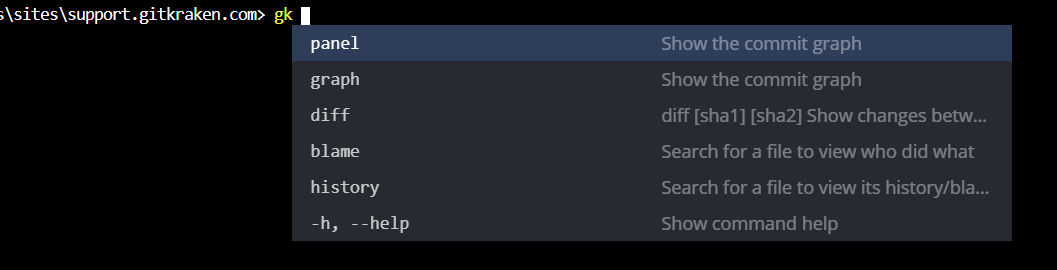 s\sites\support.gitkraken.com> gk
panel Show the commit graph
graph Show the commit graph
diff diff [sha1] [sha2] Show changes betw...
blame Search for a file to view who did what
history Search for a file to view its history/bla...
-h, --help Show command help